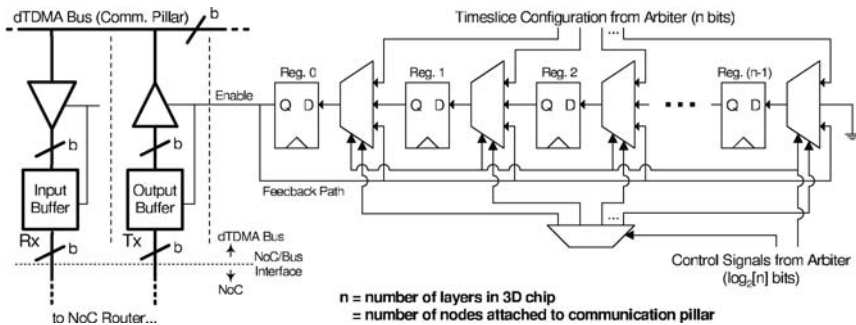 dTDMA Bus (Comm. Pillar)
b
Timeslice Configuration from Arbiter (n bits)
...
Reg. 0
Reg. 1
Reg. 2
Reg. (n-1)
Enable
Q D
Q D
Q D
Q D
b
b
Input
Buffer
Output
Buffer
Feedback Path
Rx
Tx
b
b
dTDMA Bus
NoC/Bus
Interface
NoC
...
Control Signals from Arbiter
(log2[n] bits)
n = number of layers in 3D chip
= number of nodes attached to communication pillar
to NoC Router...